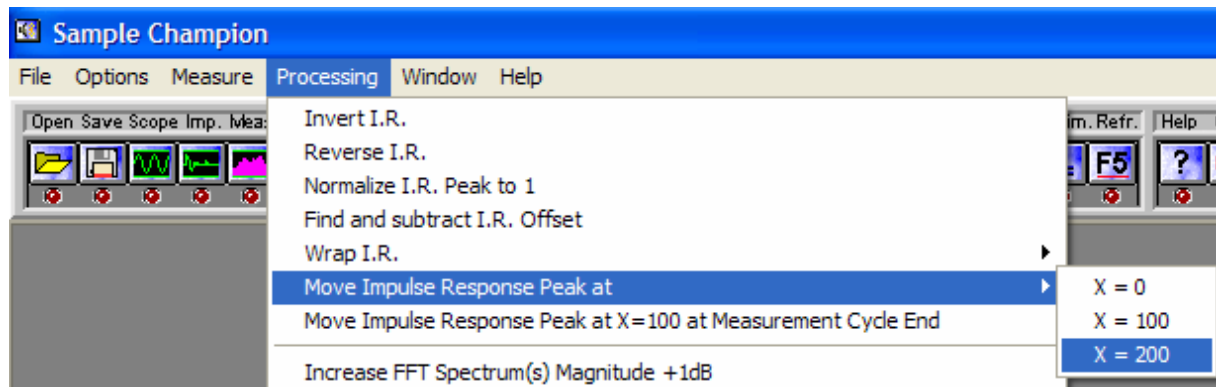 Sample Champion
File Options Measure Processing Window Help
Open Save Scope Imp. Refr. Help
F5 ?
Invert I.R.
Reverse I.R.
Normalize I.R. Peak to 1
Find and subtract I.R. Offset
Wrap I.R.
Move Impulse Response Peak at
X = 0
Move Impulse Response Peak at X=100 at Measurement Cycle End
X = 100
X = 200
Increase FFT Spectrum(s) Magnitude +1dB